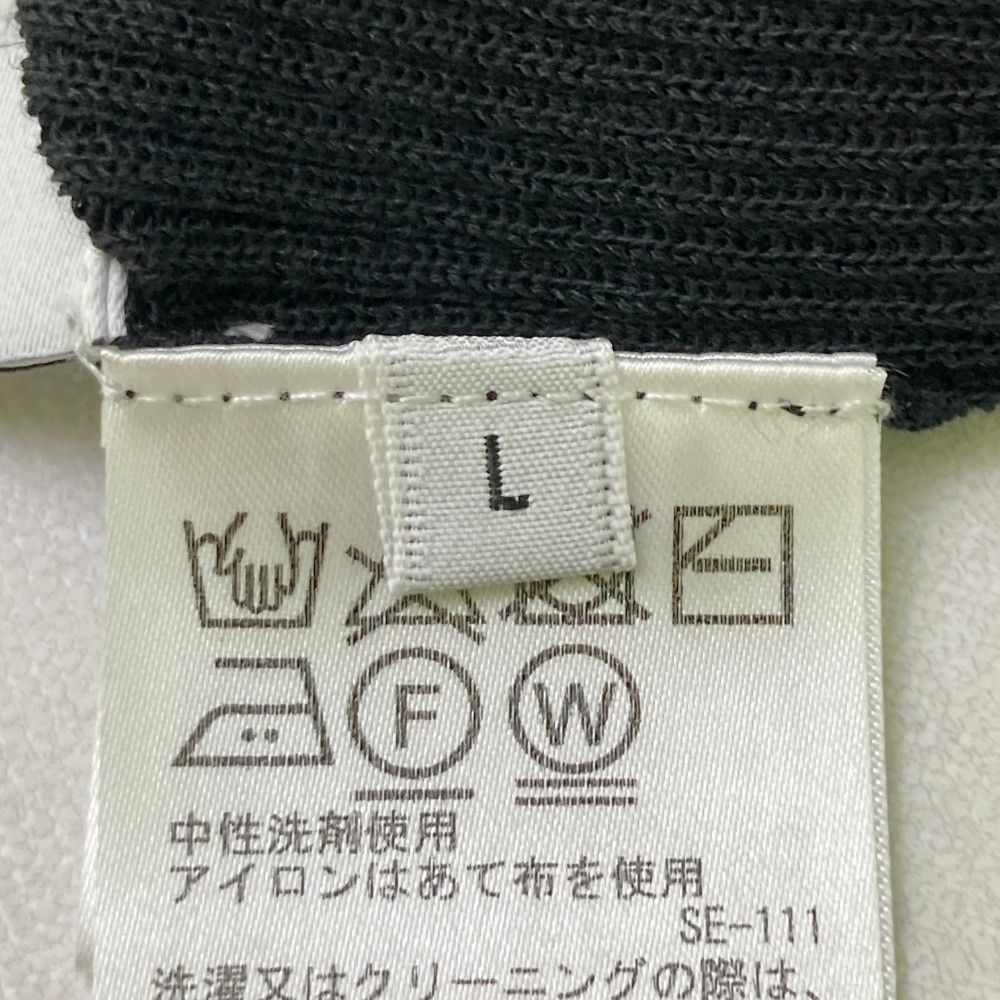 L
F W
中性洗剤使用
アイロンはあて布を使用
SE-111
洗濯又はクリーニングの際は、